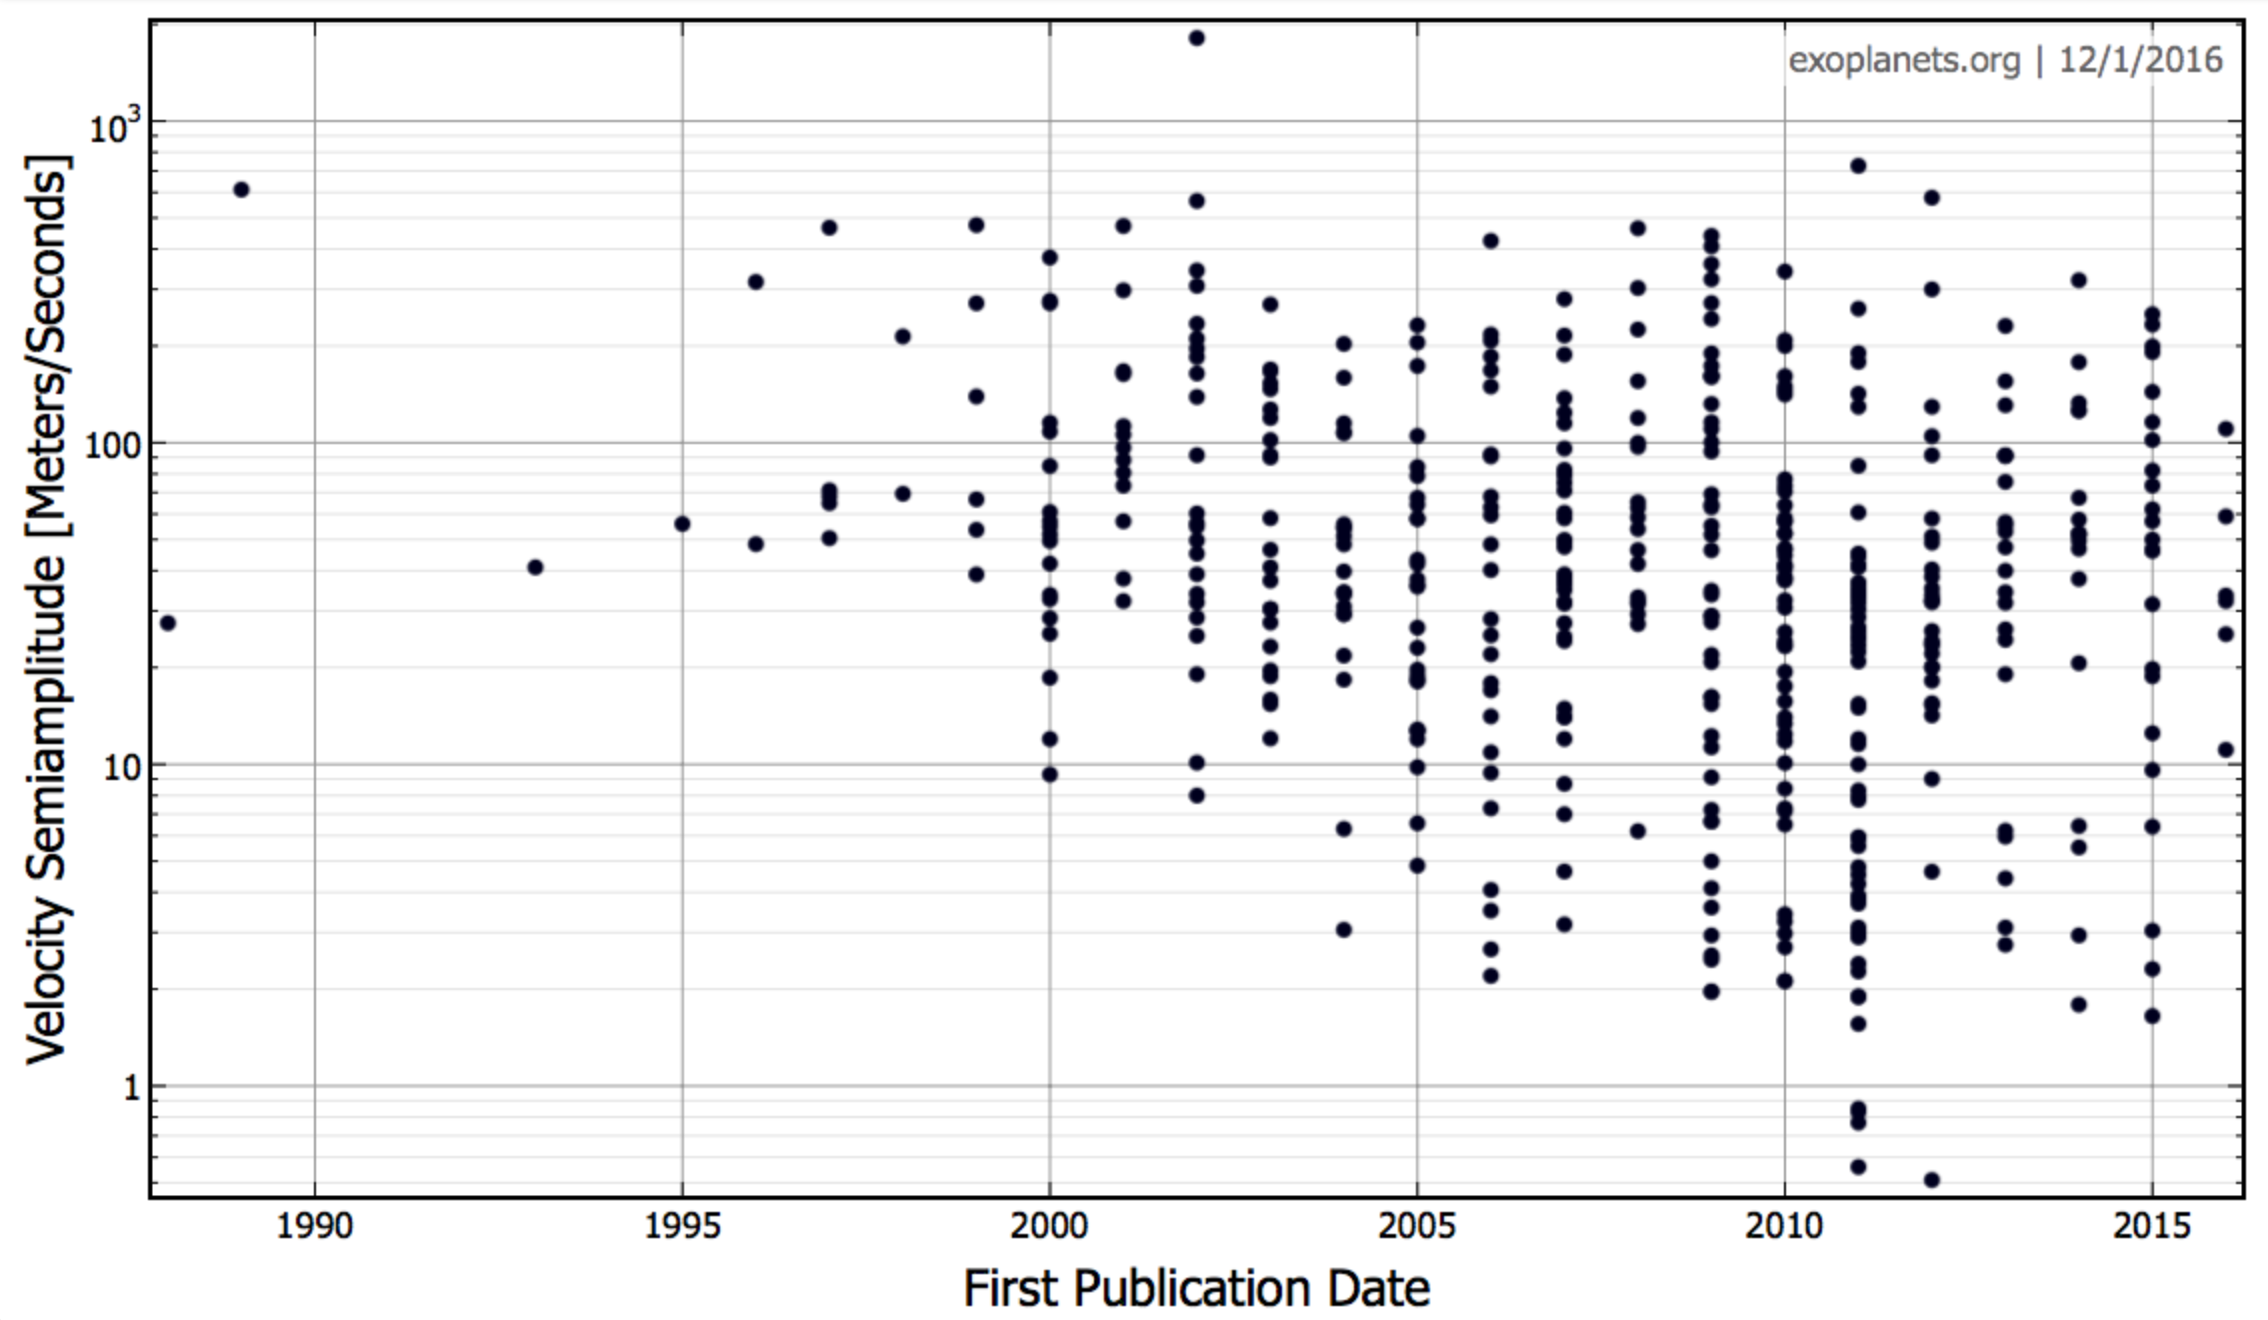 exoplanets.org | 12/1/2016
10³
100
10
1
Velocity Semiamplitude [Meters/Seconds]
1990 1995 2000 2005 2010 2015
First Publication Date